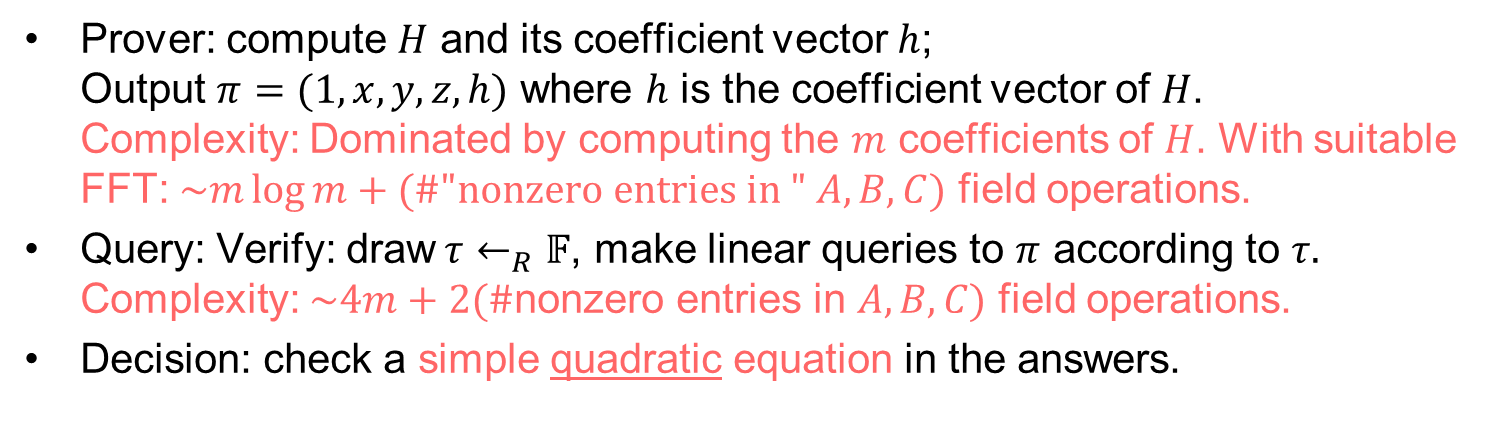 • Prover: compute 𝐻 and its coefficient vector ℎ;
Output 𝜋 = (1, 𝑥, 𝑦, 𝑧, ℎ) where ℎ is the coefficient vector of 𝐻.
Complexity: Dominated by computing the 𝑚 coefficients of 𝐻. With suitable
FFT: ~𝑚 log 𝑚 + (#"nonzero entries in " 𝐴, 𝐵, 𝐶) field operations.
• Query: Verify: draw 𝜏 ←_𝑅 𝔽, make linear queries to 𝜋 according to 𝜏.
Complexity: ~4𝑚 + 2(#nonzero entries in 𝐴, 𝐵, 𝐶) field operations.
• Decision: check a simple quadratic equation in the answers.